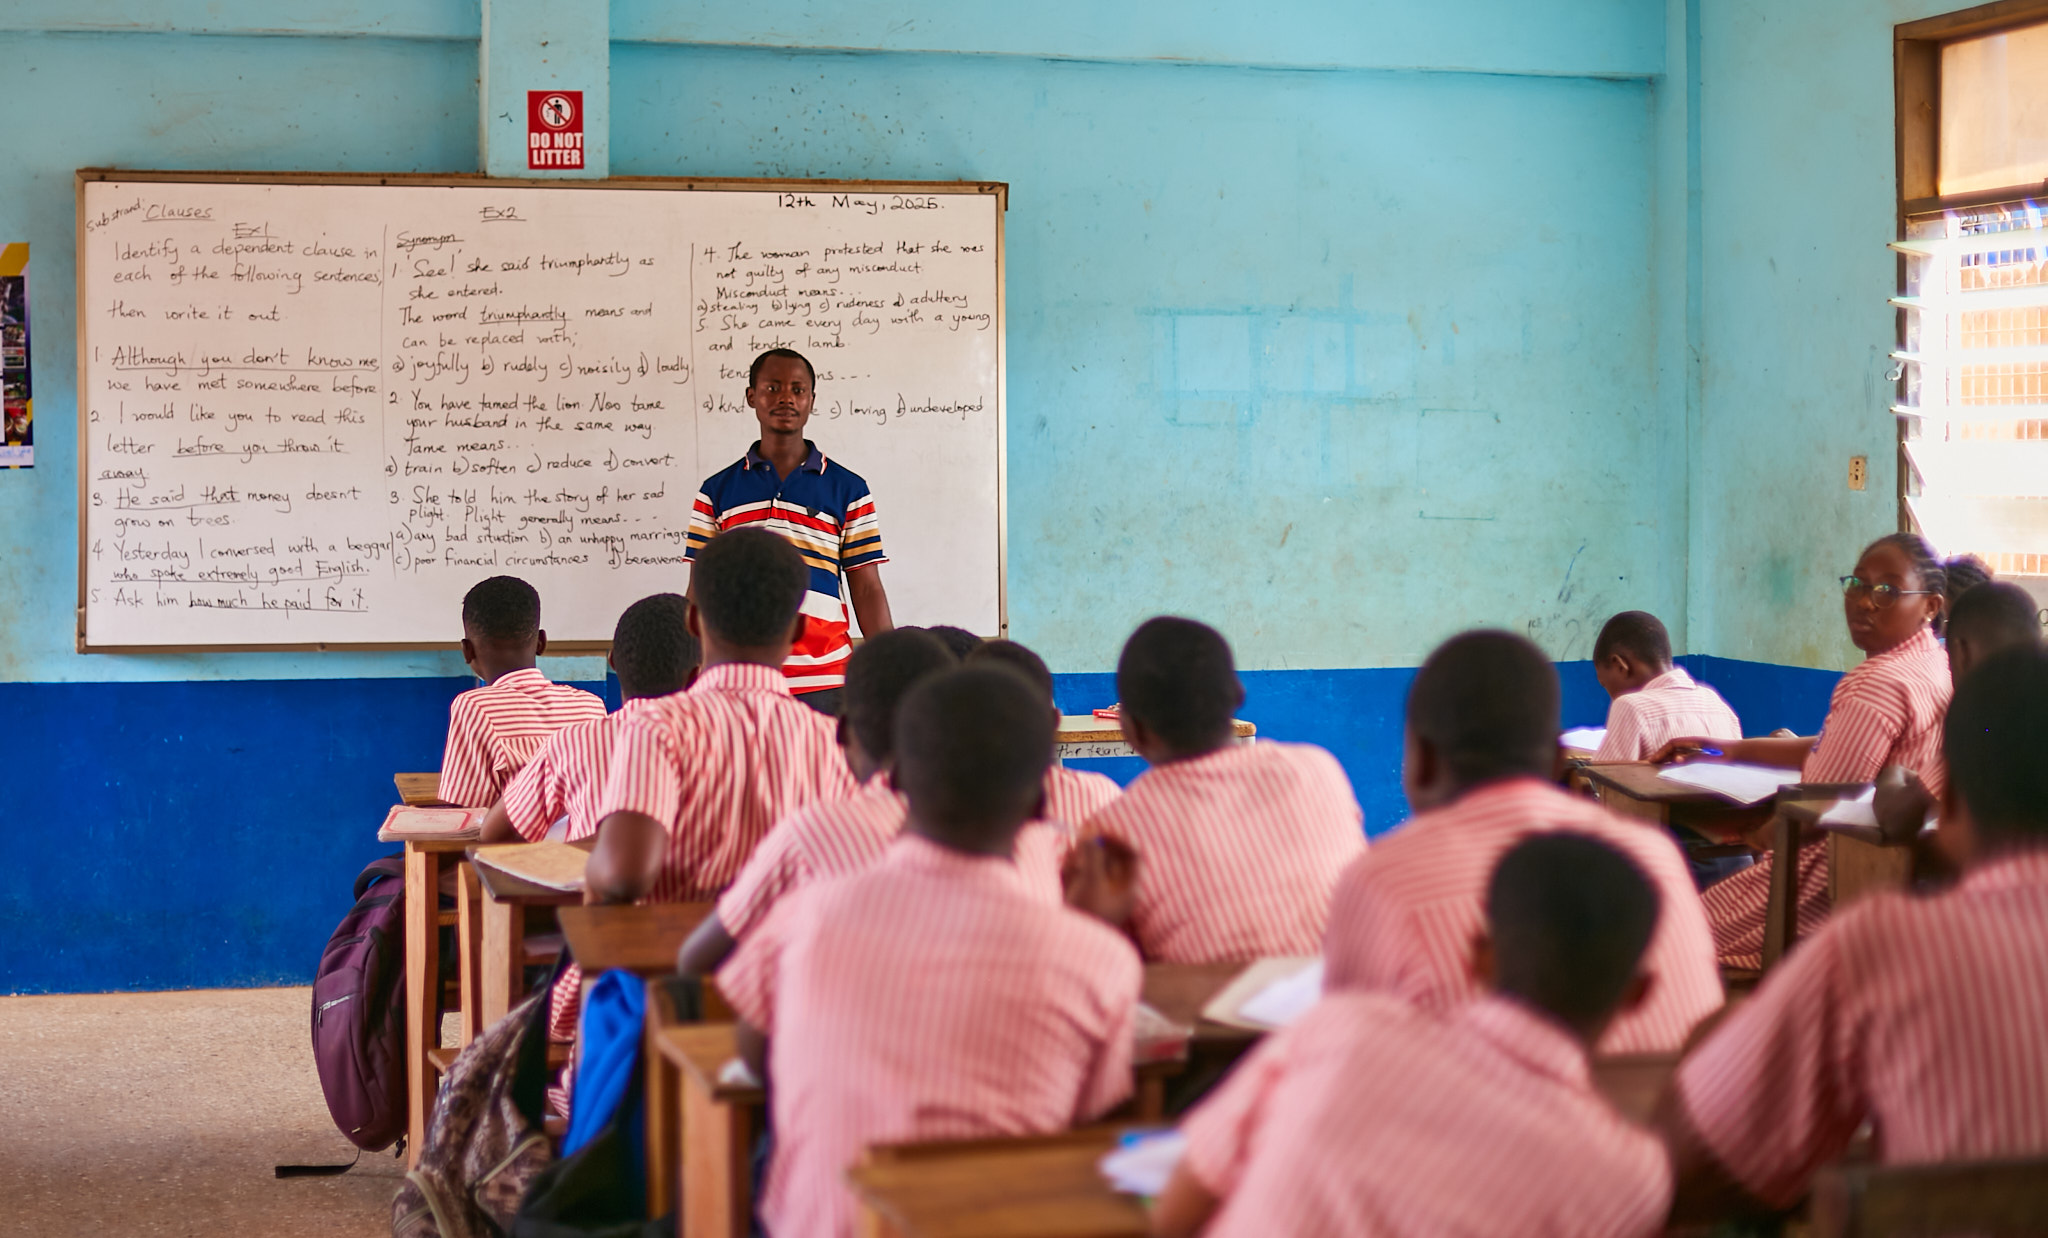 DO NOT
LITTER
Substrand: Clauses
Ex1
Identify a dependent clause in
each of the following sentences;
then write it out.
1. Although you don't know me,
we have met somewhere before
2. I would like you to read this
letter before you throw it
away.
3. He said that money doesn't
grow on trees.
4. Yesterday I conversed with a beggar
who spoke extremely good English.
5. Ask him how much he paid for it.
Ex2
Synonym
1. 'See!' she said triumphantly as
she entered.
The word triumphantly means and
can be replaced with;
a) joyfully b) rudely c) noisily d) loudly
2. You have tamed the lion. Now tame
your husband in the same way.
Tame means...
a) train b) soften c) reduce d) convert.
3. She told him the story of her sad
plight. Plight generally means....
a) any bad situation b) an unhappy marriage
c) poor financial circumstances d)
12th May, 2025.
4. The woman protested that she was
not guilty of any misconduct.
Misconduct means...
a) stealing b) lying c) rudeness d) adultery
5. She came every day with a young
and tender lamb.
...
a) kind c) loving d) undeveloped
the